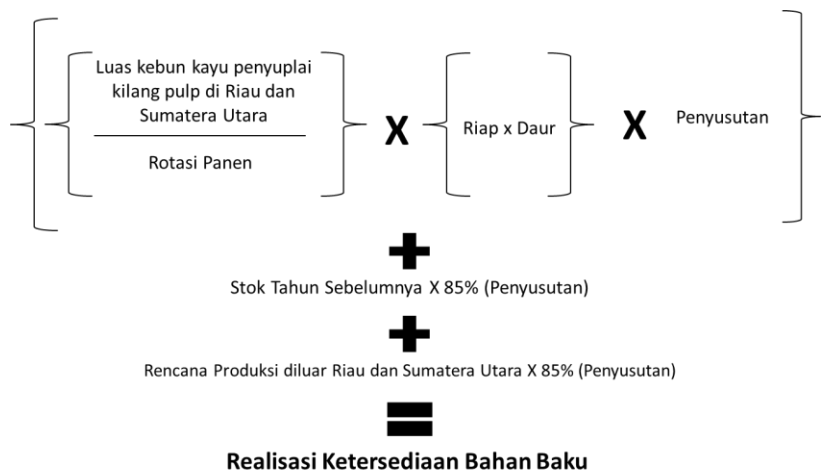 Luas kebun kayu penyuplai
kilang pulp di Riau dan
Sumatera Utara
Rotasi Panen
X
Riap x Daur
X
Penyusutan
+
Stok Tahun Sebelumnya X 85% (Penyusutan)
+
Rencana Produksi diluar Riau dan Sumatera Utara X 85% (Penyusutan)
=
Realisasi Ketersediaan Bahan Baku